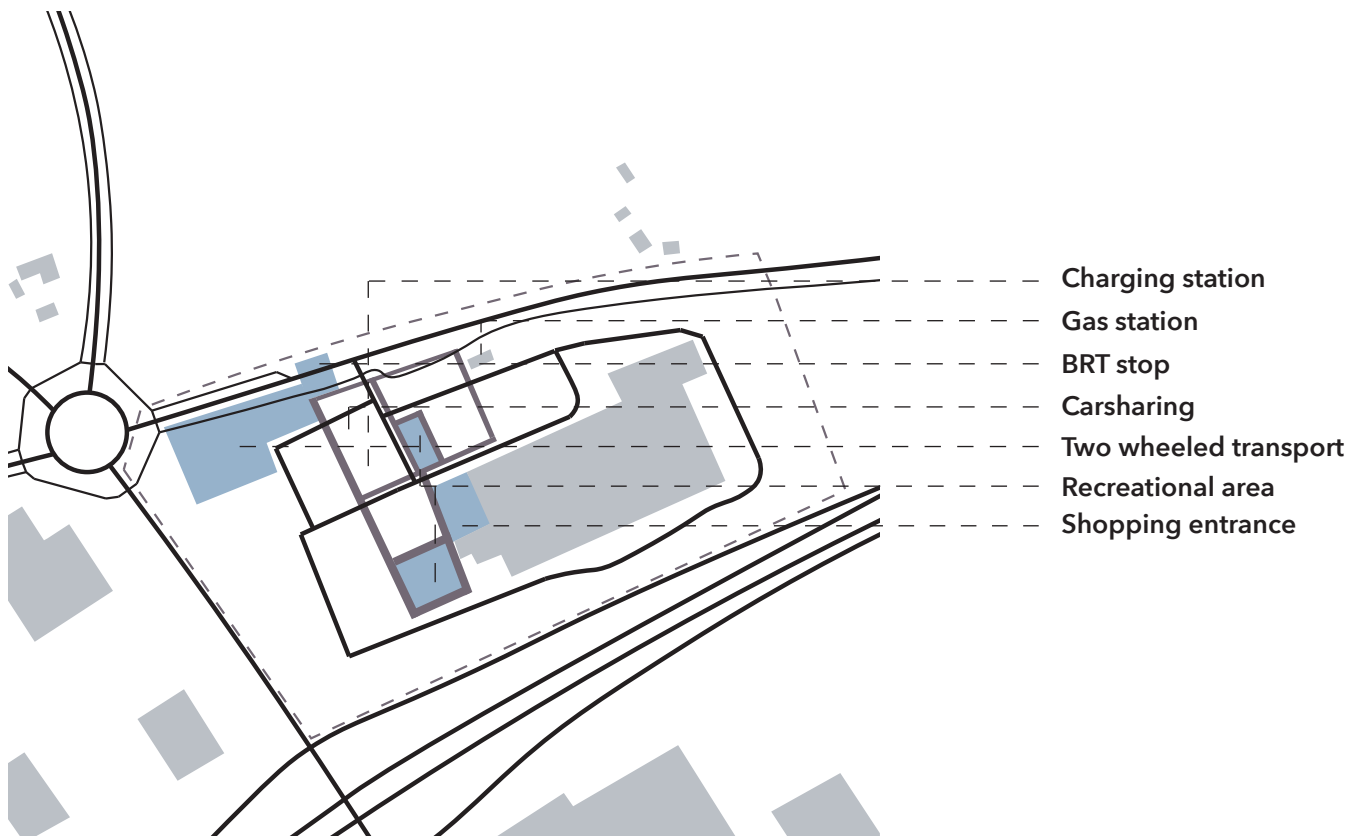 Charging station
Gas station
BRT stop
Carsharing
Two wheeled transport
Recreational area
Shopping entrance